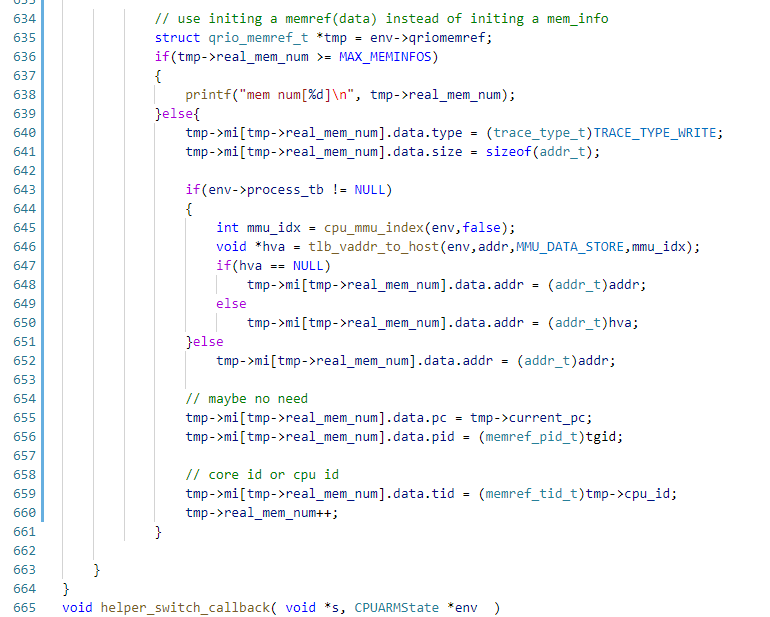 634 // use initing a memref(data) instead of initing a mem_info
635 struct qrio_memref_t *tmp = env->qriomemref;
636 if(tmp->real_mem_num >= MAX_MEMINFOS)
637 {
638 printf("mem num[%d]\n", tmp->real_mem_num);
639 }else{
640 tmp->mi[tmp->real_mem_num].data.type = (trace_type_t)TRACE_TYPE_WRITE;
641 tmp->mi[tmp->real_mem_num].data.size = sizeof(addr_t);
642
643 if(env->process_tb != NULL)
644 {
645 int mmu_idx = cpu_mmu_index(env,false);
646 void *hva = tlb_vaddr_to_host(env,addr,MMU_DATA_STORE,mmu_idx);
647 if(hva == NULL)
648 tmp->mi[tmp->real_mem_num].data.addr = (addr_t)addr;
649 else
650 tmp->mi[tmp->real_mem_num].data.addr = (addr_t)hva;
651 }else
652 tmp->mi[tmp->real_mem_num].data.addr = (addr_t)addr;
653
654 // maybe no need
655 tmp->mi[tmp->real_mem_num].data.pc = tmp->current_pc;
656 tmp->mi[tmp->real_mem_num].data.pid = (memref_pid_t)tgid;
657
658 // core id or cpu id
659 tmp->mi[tmp->real_mem_num].data.tid = (memref_tid_t)tmp->cpu_id;
660 tmp->real_mem_num++;
661 }
662
663 }
664 }
665 void helper_switch_callback( void *s, CPUARMState *env )